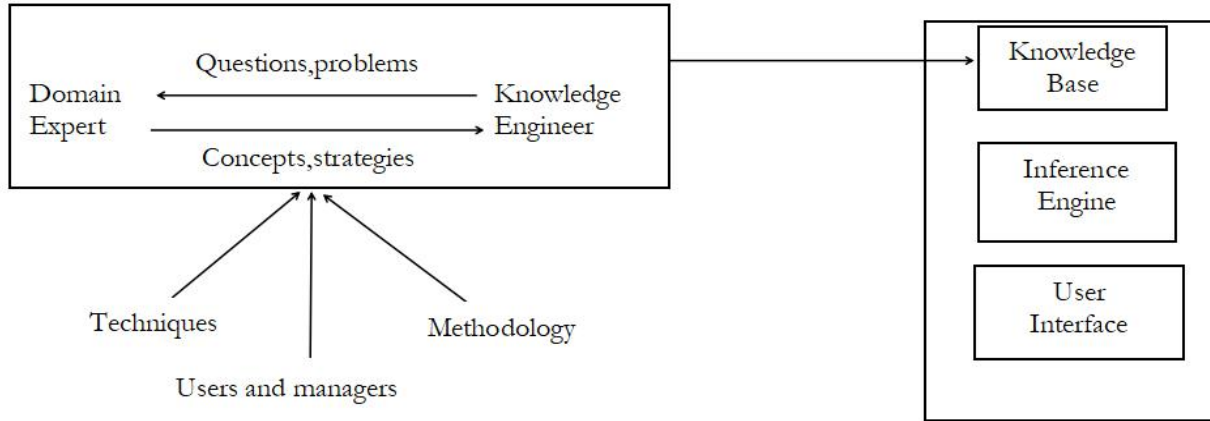 Questions,problems
Domain
Expert
Knowledge
Engineer
Concepts,strategies
Techniques
Users and managers
Methodology
Knowledge
Base
Inference
Engine
User
Interface